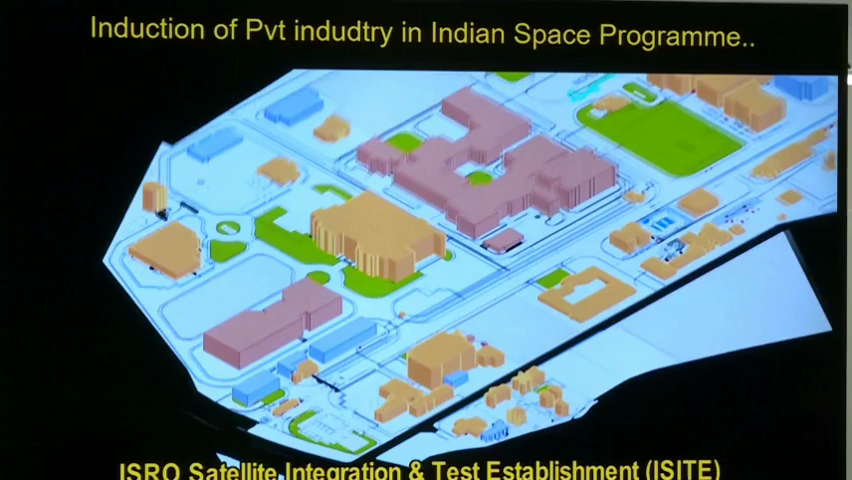 Induction of Pvt indudtry in Indian Space Programme..
ISRO Satellite Integration & Test Establishment (ISITE)